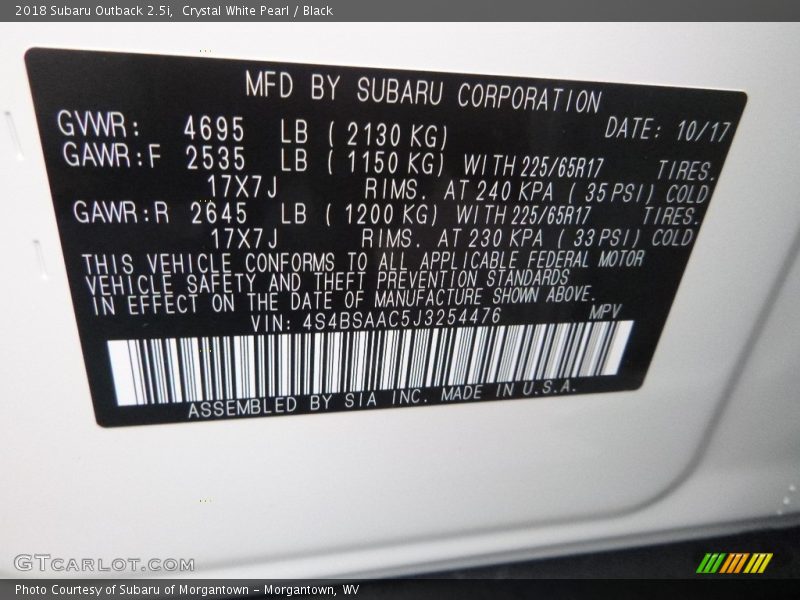 2018 Subaru Outback 2.5i, Crystal White Pearl / Black
MFD BY SUBARU CORPORATION
GVWR: 4695 LB ( 2130 KG) DATE: 10/17
GAWR:F 2535 LB ( 1150 KG) WITH 225/65R17 TIRES.
17X7J RIMS. AT 240 KPA ( 35 PSI) COLD
GAWR:R 2645 LB ( 1200 KG) WITH 225/65R17 TIRES.
17X7J RIMS. AT 230 KPA ( 33 PSI) COLD
THIS VEHICLE CONFORMS TO ALL APPLICABLE FEDERAL MOTOR
VEHICLE SAFETY AND THEFT PREVENTION STANDARDS
IN EFFECT ON THE DATE OF MANUFACTURE SHOWN ABOVE.
VIN: 4S4BSAAC5J3254476 MPV
ASSEMBLED BY SIA INC. MADE IN U.S.A.
GTcarlot.com
Photo Courtesy of Subaru of Morgantown - Morgantown, WV